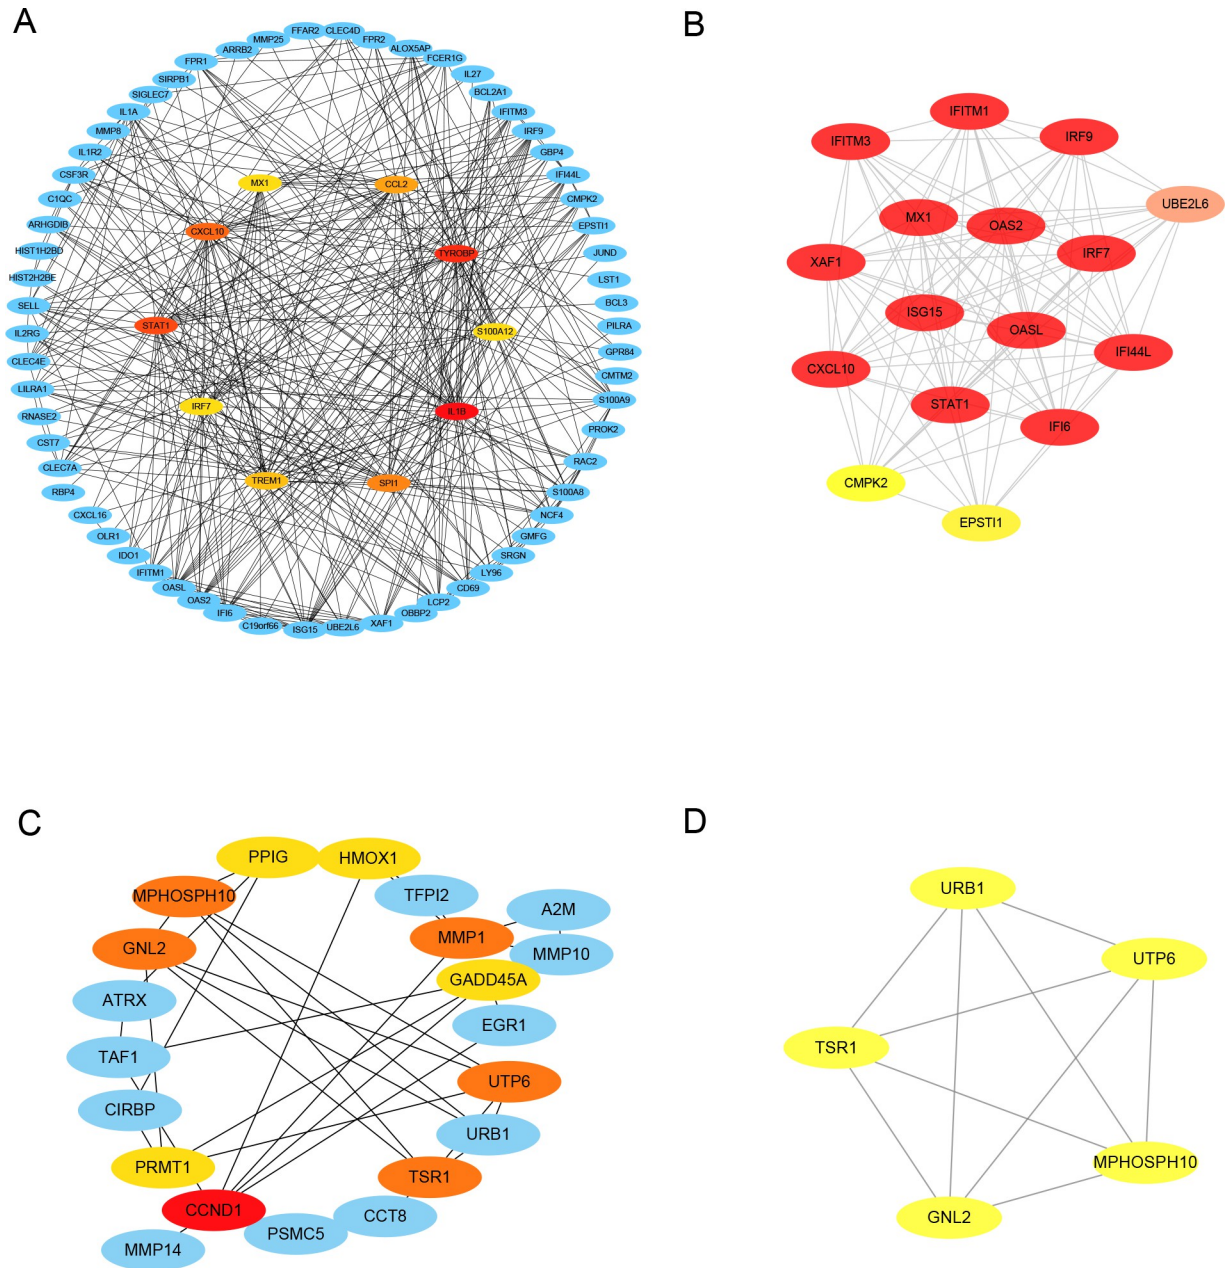 A
FFAR2
CLEC4D
MMP25
FPR2
ARRB2
ALOX5AP
FPR1
FCER1G
SIRPB1
IL27
SIGLEC7
BCL2A1
IL1A
IFITM3
MMP8
IRF9
IL1R2
GBP4
CSF3R
IFI44L
C1QC
CMPK2
ARHGDIB
EPSTI1
HIST1H2BD
JUND
HIST2H2BE
LST1
SELL
BCL3
IL2RG
PILRA
CLEC4E
GPR84
LILRA1
CMTM2
RNASE2
S100A9
CST7
PROK2
CLEC7A
RAC2
RBP4
S100A8
CXCL16
NCF4
OLR1
GMFG
IDO1
SRGN
IFITM1
LY96
OASL
CD69
OAS2
LCP2
IFI6
OBBP2
C19orf66
XAF1
ISG15
UBE2L6
MX1
CCL2
CXCL10
TYROBP
STAT1
S100A12
IRF7
IL1B
TREM1
SPI1
B
IFITM1
IFITM3
IRF9
UBE2L6
MX1
OAS2
XAF1
IRF7
ISG15
OASL
IFI44L
CXCL10
STAT1
IFI6
CMPK2
EPSTI1
C
PPIG
HMOX1
MPHOSPH10
TFPI2
A2M
MMP1
GNL2
MMP10
GADD45A
ATRX
EGR1
TAF1
UTP6
CIRBP
URB1
PRMT1
TSR1
CCND1
CCT8
PSMC5
MMP14
D
URB1
UTP6
TSR1
MPHOSPH10
GNL2